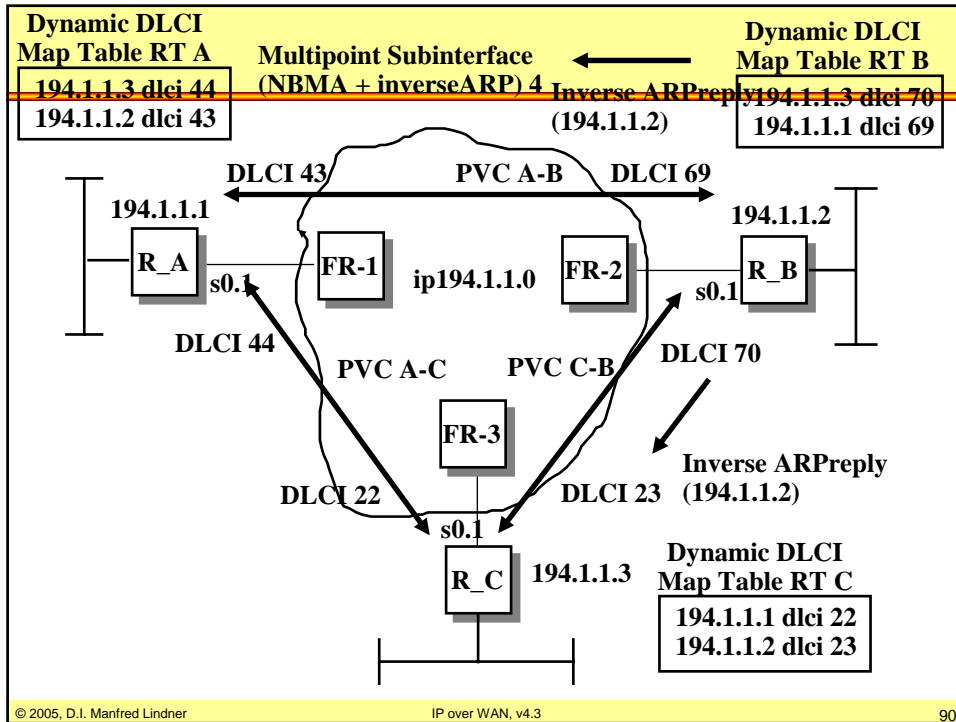 Dynamic DLCI
Map Table RT A
194.1.1.3 dlci 44
194.1.1.2 dlci 43
Multipoint Subinterface
(NBMA + inverseARP) 4
Dynamic DLCI
Map Table RT B
194.1.1.3 dlci 70
194.1.1.1 dlci 69
Inverse ARPreply
(194.1.1.2)
DLCI 43
PVC A-B
DLCI 69
194.1.1.1
194.1.1.2
R_A
FR-1
ip194.1.1.0
FR-2
R_B
s0.1
s0.1
DLCI 44
DLCI 70
PVC A-C
PVC C-B
FR-3
Inverse ARPreply
(194.1.1.2)
DLCI 22
DLCI 23
s0.1
R_C
194.1.1.3
Dynamic DLCI
Map Table RT C
194.1.1.1 dlci 22
194.1.1.2 dlci 23
© 2005, D.I. Manfred Lindner
IP over WAN, v4.3
90